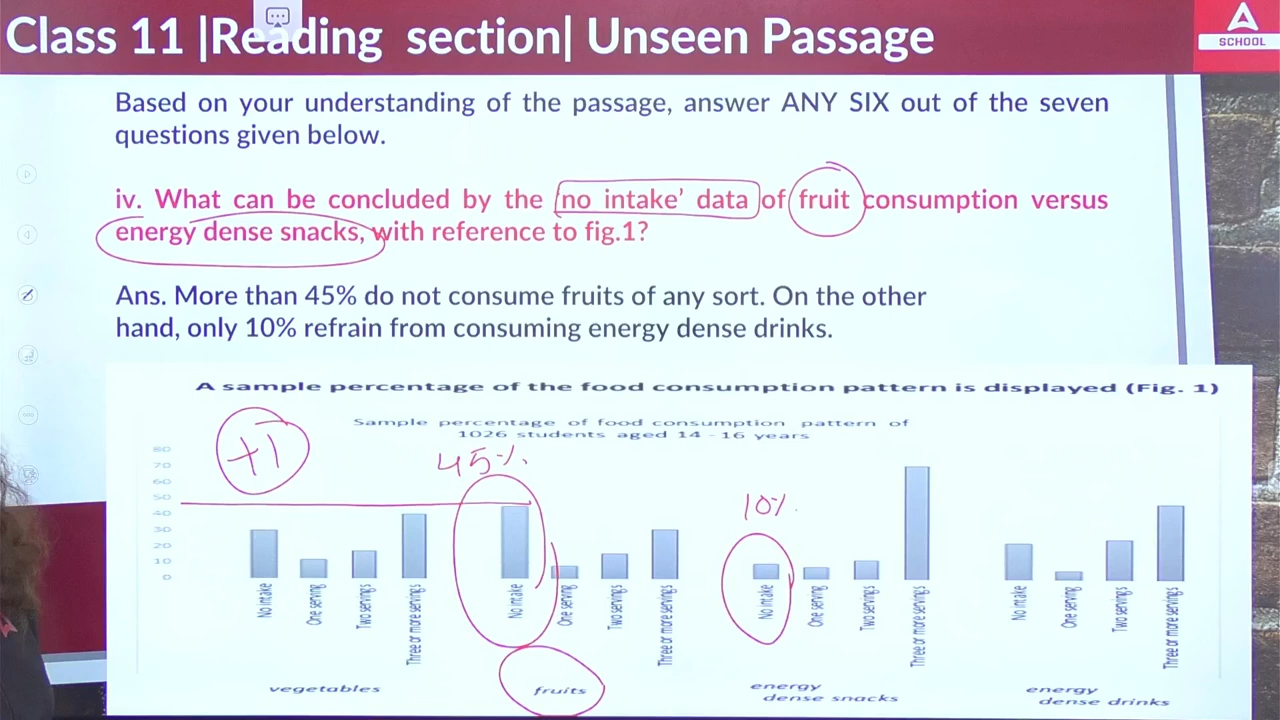 Class 11 |Reading section| Unseen Passage
A
SCHOOL
Based on your understanding of the passage, answer ANY SIX out of the seven
questions given below.
iv. What can be concluded by the 'no intake' data of fruit consumption versus
energy dense snacks, with reference to fig.1?
Ans. More than 45% do not consume fruits of any sort. On the other
hand, only 10% refrain from consuming energy dense drinks.
A sample percentage of the food consumption pattern is displayed (Fig. 1)
Sample percentage of food consumption pattern of
1026 students aged 14 - 16 years
+1
45%
10%
80
70
60
50
40
30
20
10
0
No intake One serving Two servings Three or more servings No intake One serving Two servings Three or more servings No intake One serving Two servings Three or more servings No intake One serving Two servings Three or more servings
vegetables fruits energy dense snacks energy dense drinks